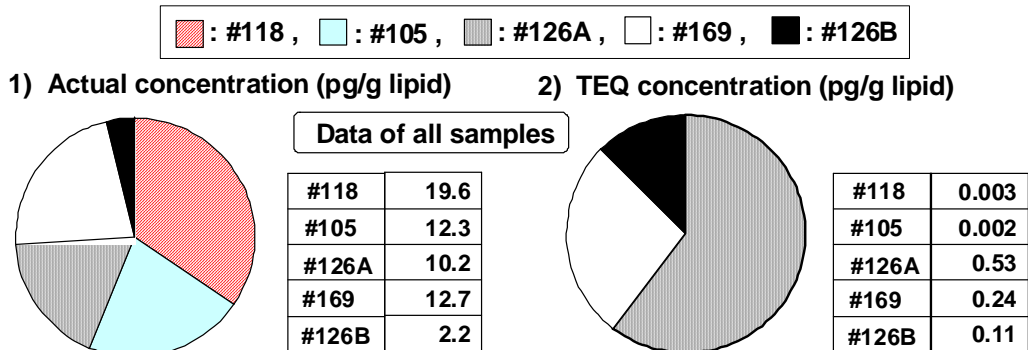 : #118 , : #105 , : #126A , : #169 , : #126B
1) Actual concentration (pg/g lipid)
2) TEQ concentration (pg/g lipid)
Data of all samples
#118 19.6
#105 12.3
#126A 10.2
#169 12.7
#126B 2.2
#118 0.003
#105 0.002
#126A 0.53
#169 0.24
#126B 0.11